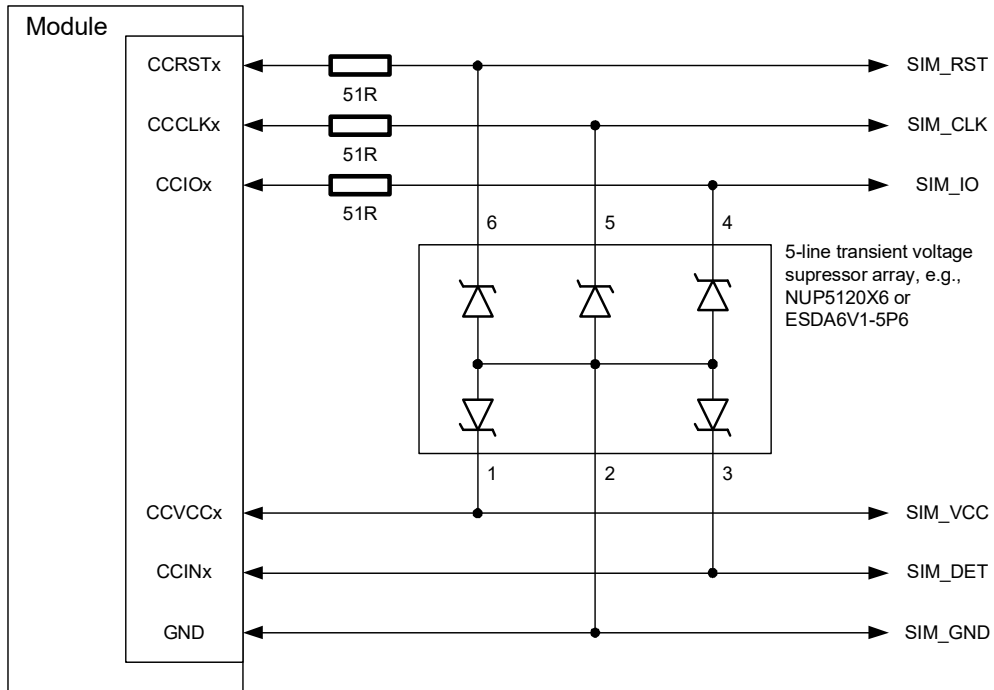 Module
CCRSTx
51R
SIM_RST
CCCLKx
51R
SIM_CLK
CCIOx
51R
SIM_IO
6
5
4
5-line transient voltage
supressor array, e.g.,
NUP5120X6 or
ESDA6V1-5P6
1
2
3
CCVCCx
SIM_VCC
CCINx
SIM_DET
GND
SIM_GND